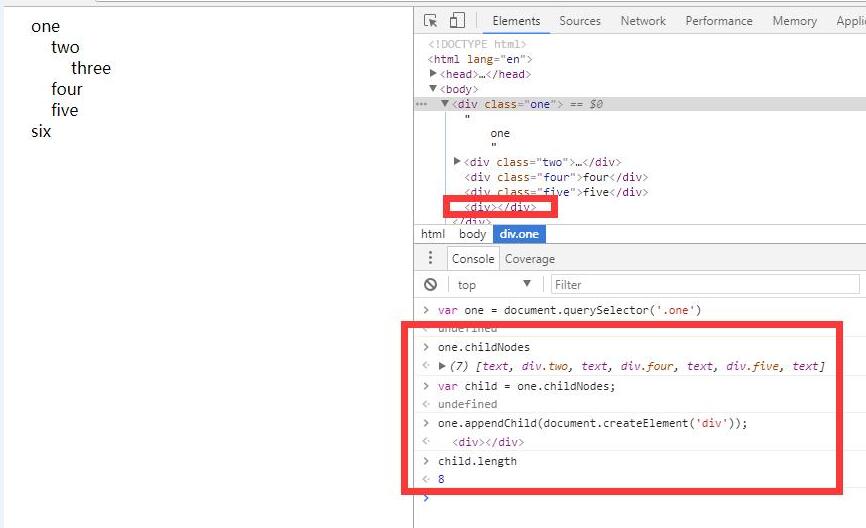 one
two
three
four
five
six
Elements Sources Network Performance Memory Appli
<!DOCTYPE html>
<html lang="en">
▶<head>…</head>
▼<body>
••• ▼<div class="one"> == $0
"
one
"
▶<div class="two">…</div>
<div class="four">four</div>
<div class="five">five</div>
<div></div>
</div>
html body div.one
Console Coverage
top ▼ Filter
> var one = document.querySelector('.one')
undefined
> one.childNodes
▶(7) [text, div.two, text, div.four, text, div.five, text]
> var child = one.childNodes;
undefined
> one.appendChild(document.createElement('div'));
<div></div>
> child.length
8
>